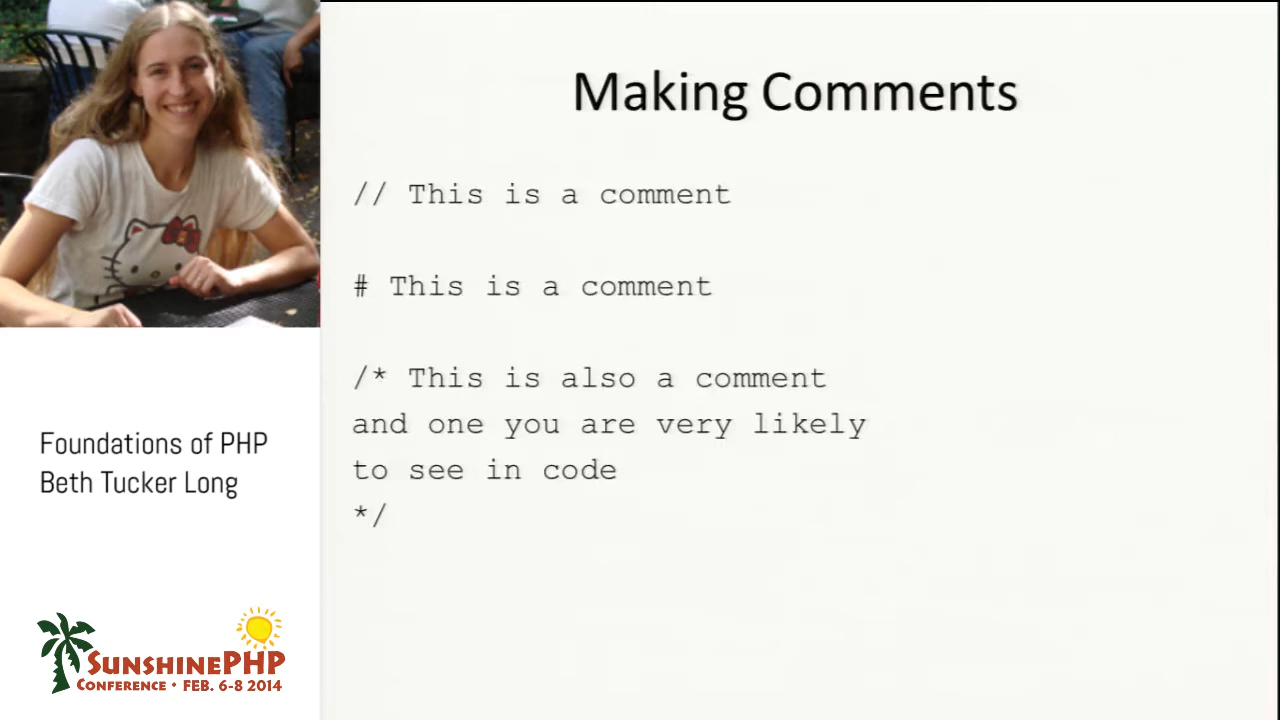 Making Comments
// This is a comment
# This is a comment
/* This is also a comment
and one you are very likely
to see in code
*/
Foundations of PHP
Beth Tucker Long
SUNSHINEPHP
CONFERENCE • FEB. 6-8 2014